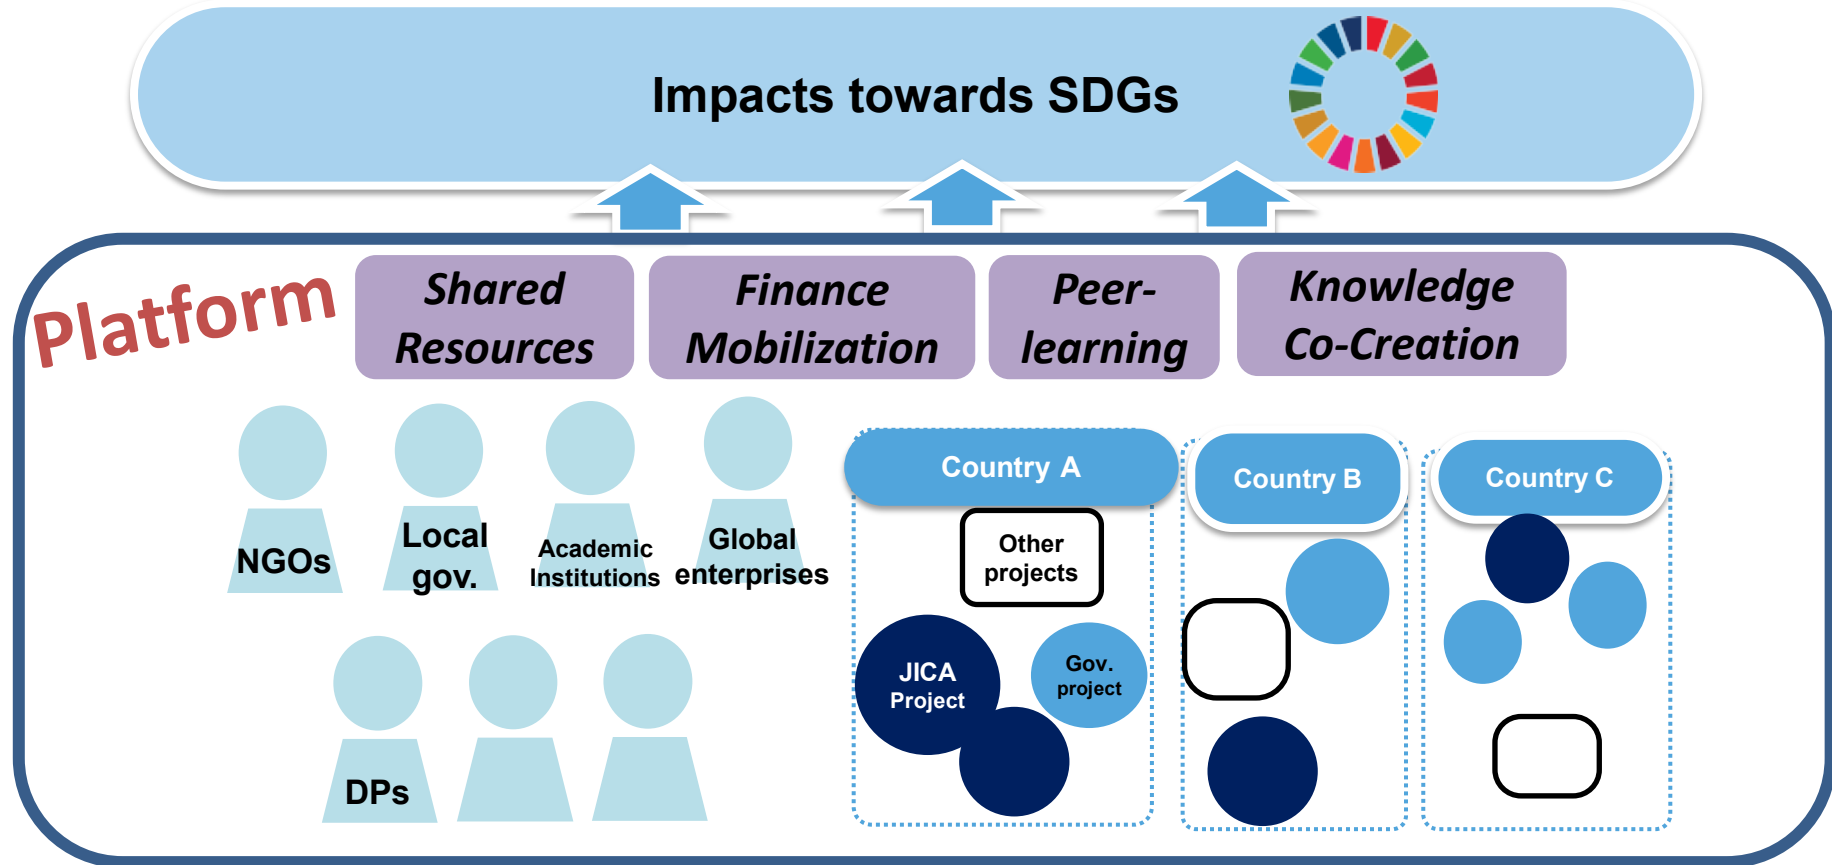 Impacts towards SDGs
Platform
Shared
Resources
Finance
Mobilization
Peer-
learning
Knowledge
Co-Creation
NGOs
Local
gov.
Academic
Institutions
Global
enterprises
DPs
Country A
Other
projects
JICA
Project
Gov.
project
Country B
Country C